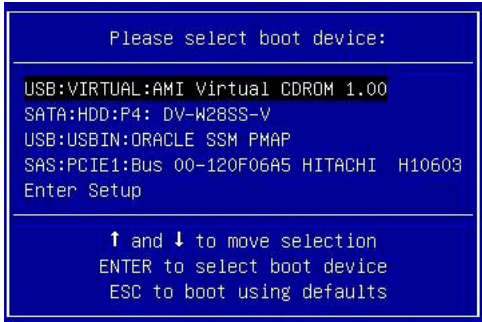 Please select boot device:
USB:VIRTUAL:AMI Virtual CDROM 1.00
SATA:HDD:P4: DV-W28SS-V
USB:USBIN:ORACLE SSM PMAP
SAS:PCIE1:Bus 00-120F06A5 HITACHI  H10603
Enter Setup
↑ and ↓ to move selection
ENTER to select boot device
ESC to boot using defaults